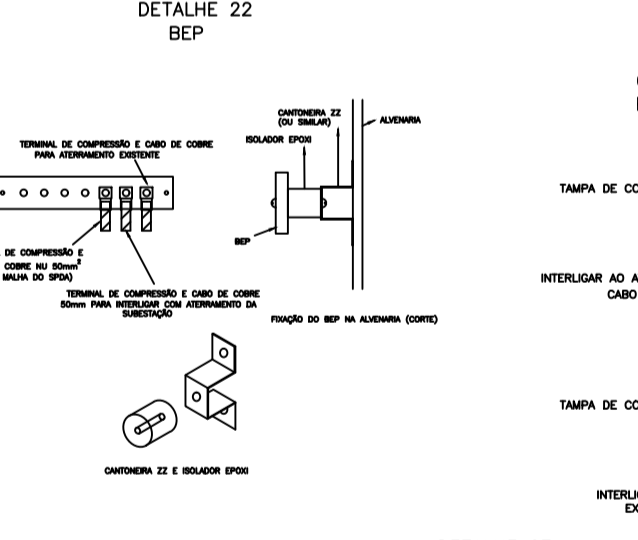 DETALHE 22
BEP
CANTONEIRA ZZ
(OU SIMILAR)
ALVENARIA
ISOLADOR EPOXI
TERMINAL DE COMPRESSÃO E CABO DE COBRE
PARA ATERRAMENTO EXISTENTE
TAMPA DE CO
BEP
DE COMPRESSÃO E
COBRE NU 50mm²
MALHA DO SPDA)
INTERLIGAR AO A
CABO
TERMINAL DE COMPRESSÃO E CABO DE COBRE
50mm PARA INTERLIGAR COM ATERRAMENTO DA
SUBESTAÇÃO
FIXAÇÃO DO BEP NA ALVENARIA (CORTE)
TAMPA DE CO
CANTONEIRA ZZ E ISOLADOR EPOXI
INTERLI
EX